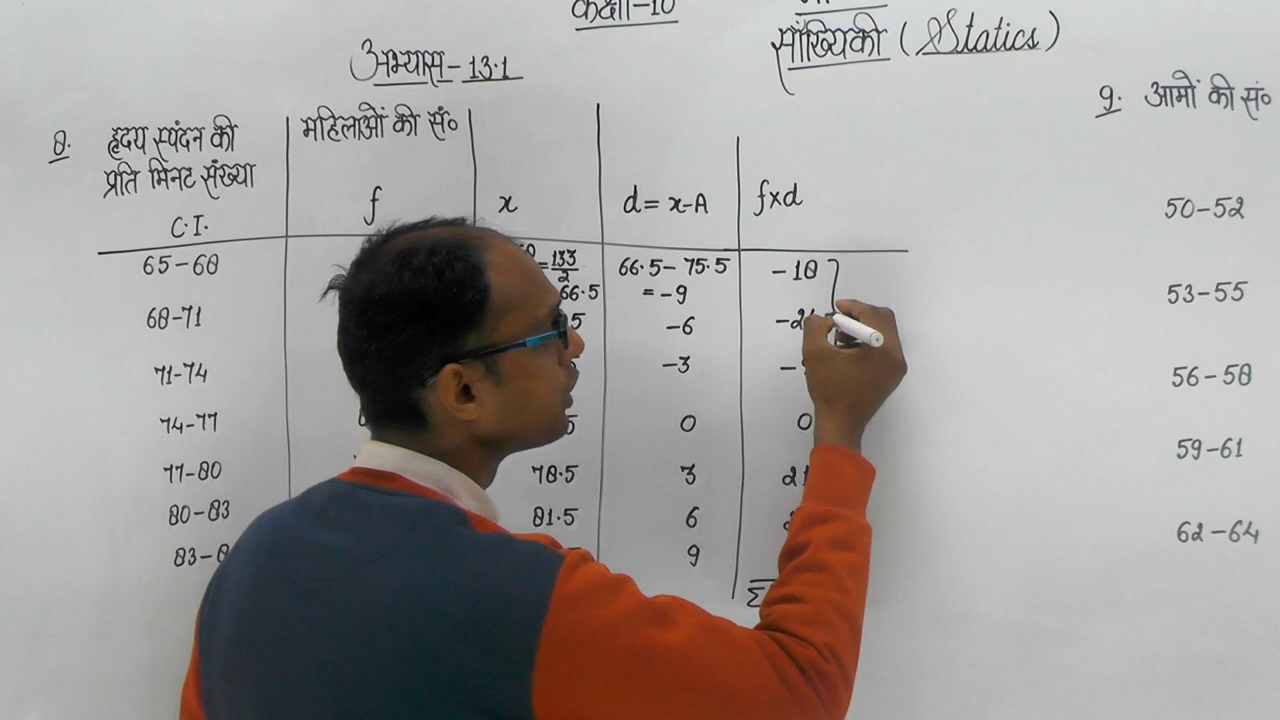 कक्षा-10
सांख्यिकी (Statics)
अभ्यास-13.1
8. हृदय स्पंदन की
प्रति मिनट संख्या
C.I.
महिलाओं की सं०
f
x
d = x-A
f×d
65-68
= 133/2
66.5
66.5 - 75.5
= -9
-18
68-71
-6
71-74
-3
74-77
0
0
77-80
78.5
3
21
80-83
81.5
6
9
Σ
9. आमों की सं०
50-52
53-55
56-58
59-61
62-64